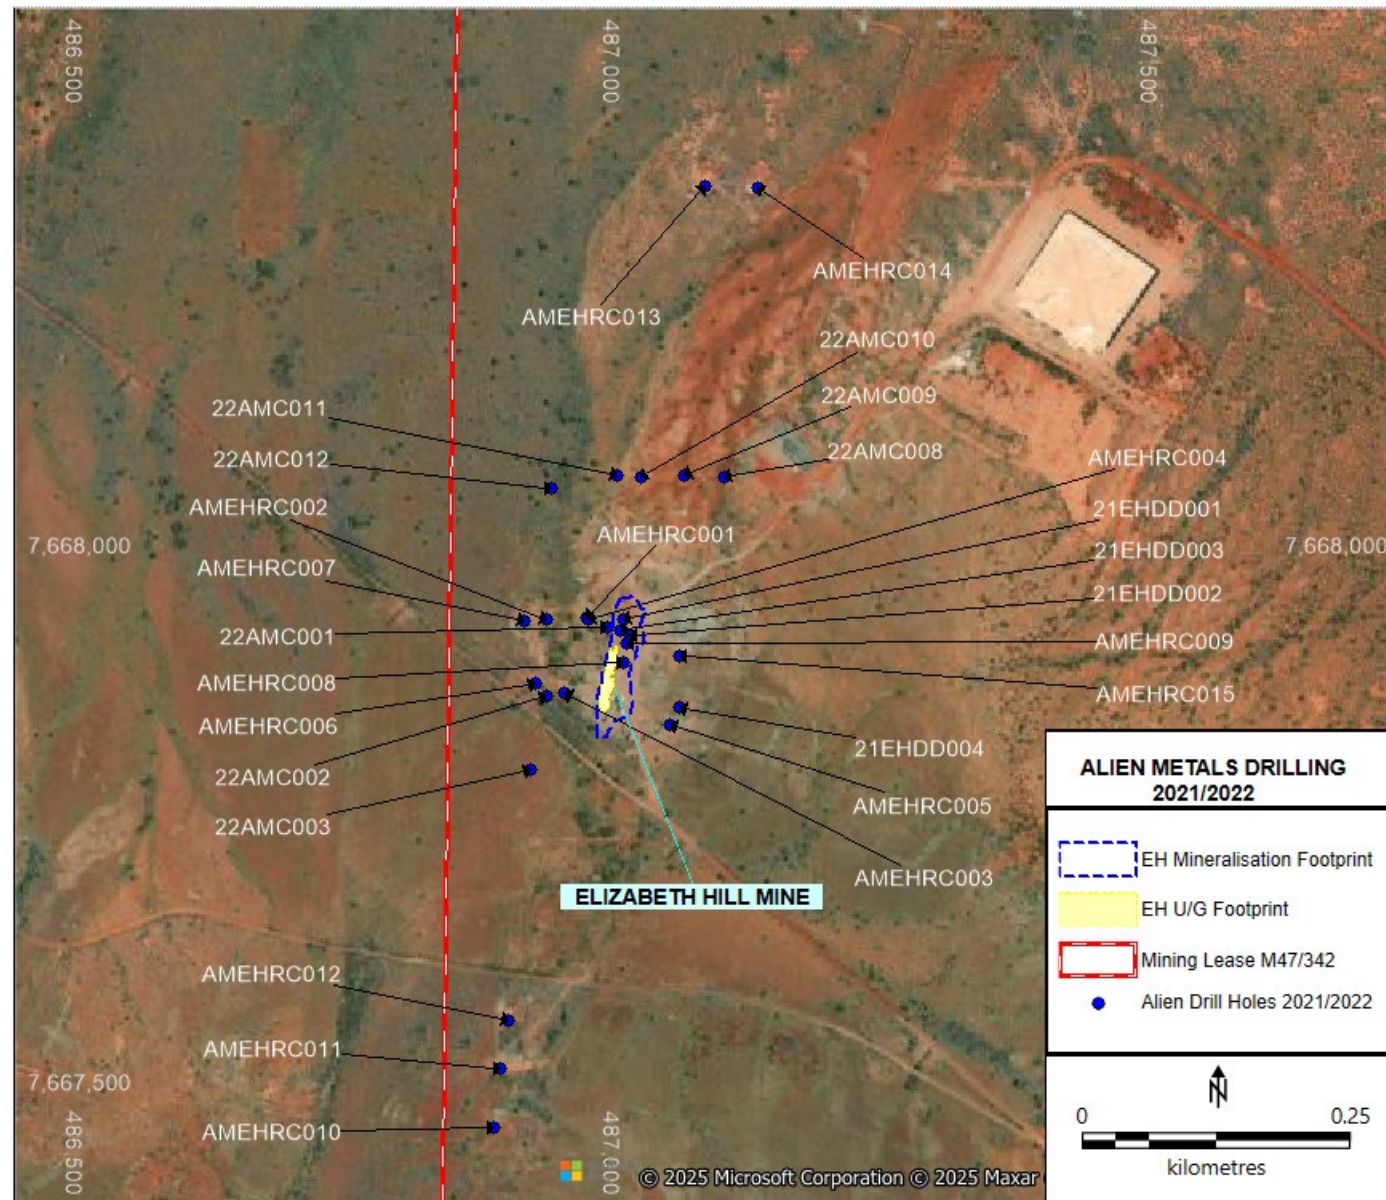 486,500
487,000
487,500
AMEHRC014
AMEHRC013
22AMC010
22AMC011
22AMC009
22AMC012
22AMC008
AMEHRC004
AMEHRC002
21EHDD001
AMEHRC001
7,668,000
7,668,000
21EHDD003
AMEHRC007
21EHDD002
22AMC001
AMEHRC009
AMEHRC008
AMEHRC015
AMEHRC006
21EHDD004
22AMC002
AMEHRC005
22AMC003
AMEHRC003
ELIZABETH HILL MINE
AMEHRC012
AMEHRC011
7,667,500
AMEHRC010
486,500
487,000
© 2025 Microsoft Corporation © 2025 Maxar
ALIEN METALS DRILLING
2021/2022
EH Mineralisation Footprint
EH U/G Footprint
Mining Lease M47/342
Alien Drill Holes 2021/2022
N
0 0.25
kilometres